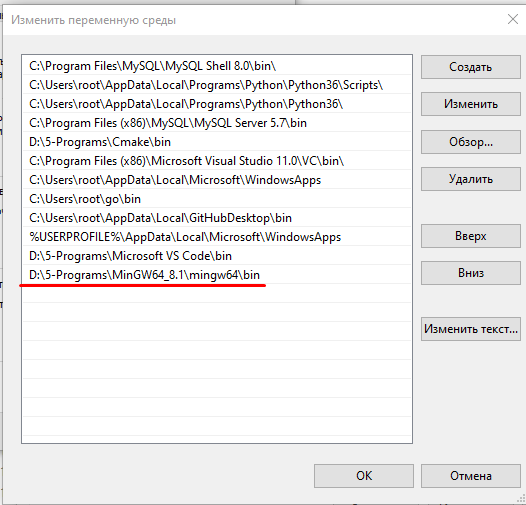 Изменить переменную среды
C:\Program Files\MySQL\MySQL Shell 8.0\bin\
C:\Users\root\AppData\Local\Programs\Python\Python36\Scripts\
C:\Users\root\AppData\Local\Programs\Python\Python36\
C:\Program Files (x86)\MySQL\MySQL Server 5.7\bin
D:\5-Programs\Cmake\bin
C:\Program Files (x86)\Microsoft Visual Studio 11.0\VC\bin\
C:\Users\root\AppData\Local\Microsoft\WindowsApps
C:\Users\root\go\bin
C:\Users\root\AppData\Local\GitHubDesktop\bin
%USERPROFILE%\AppData\Local\Microsoft\WindowsApps
D:\5-Programs\Microsoft VS Code\bin
D:\5-Programs\MinGW64_8.1\mingw64\bin
Создать
Изменить
Обзор...
Удалить
Вверх
Вниз
Изменить текст...
ОК
Отмена